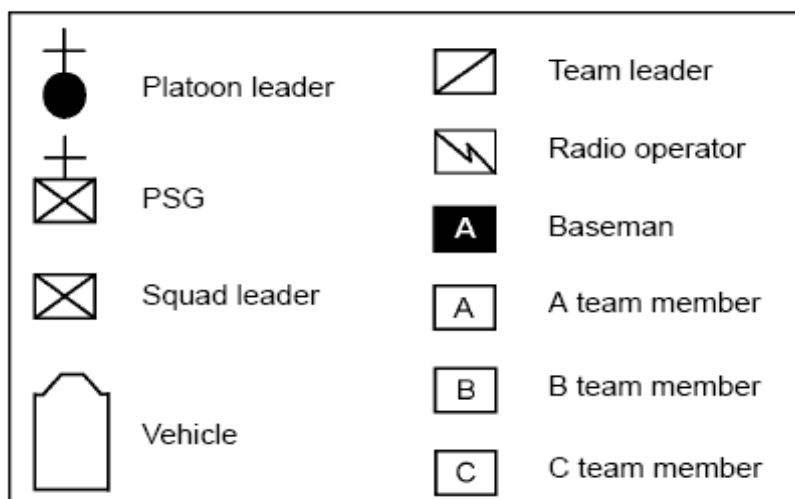 Platoon leader
PSG
Squad leader
Vehicle
Team leader
Radio operator
A
Baseman
A
A team member
B
B team member
C
C team member